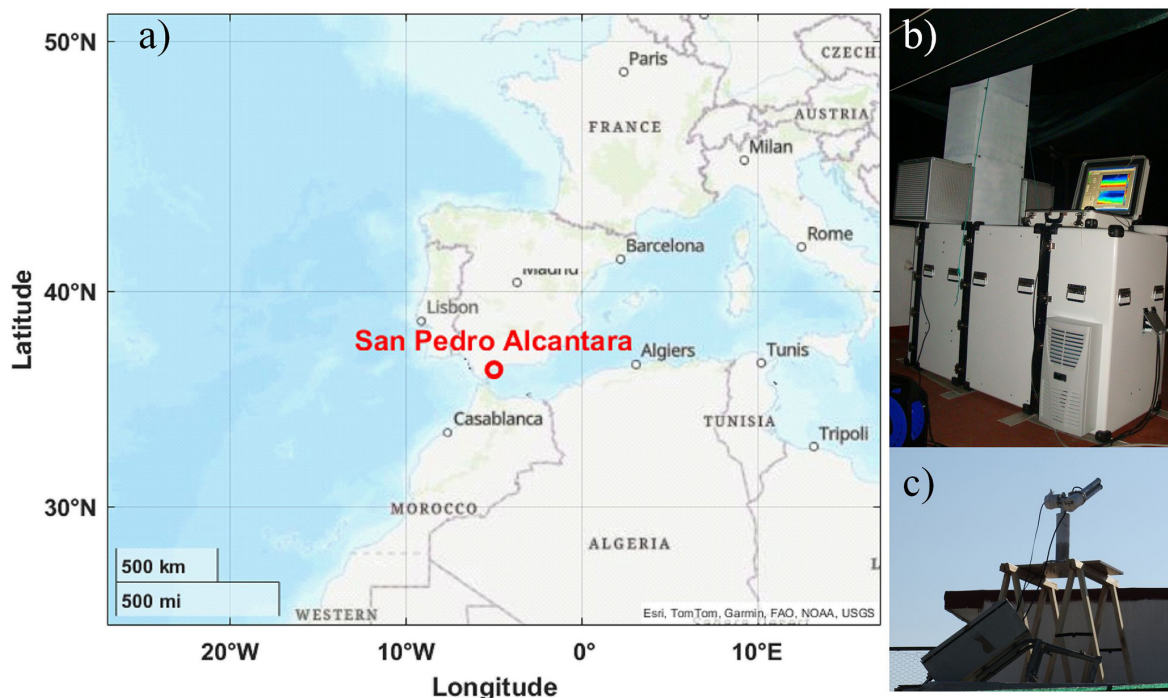 a)
50°N
40°N
30°N
Latitude
Paris
CZECH
FRANCE
AUSTRIA
Milan
Rome
Barcelona
Madrid
Lisbon
San Pedro Alcantara
Algiers
Tunis
Casablanca
TUNISIA
Tripoli
MOROCCO
ALGERIA
L
500 km
500 mi
WESTERN
Esri, TomTom, Garmin, FAO, NOAA, USGS
20°W
10°W
0°
10°E
Longitude
b)
c)